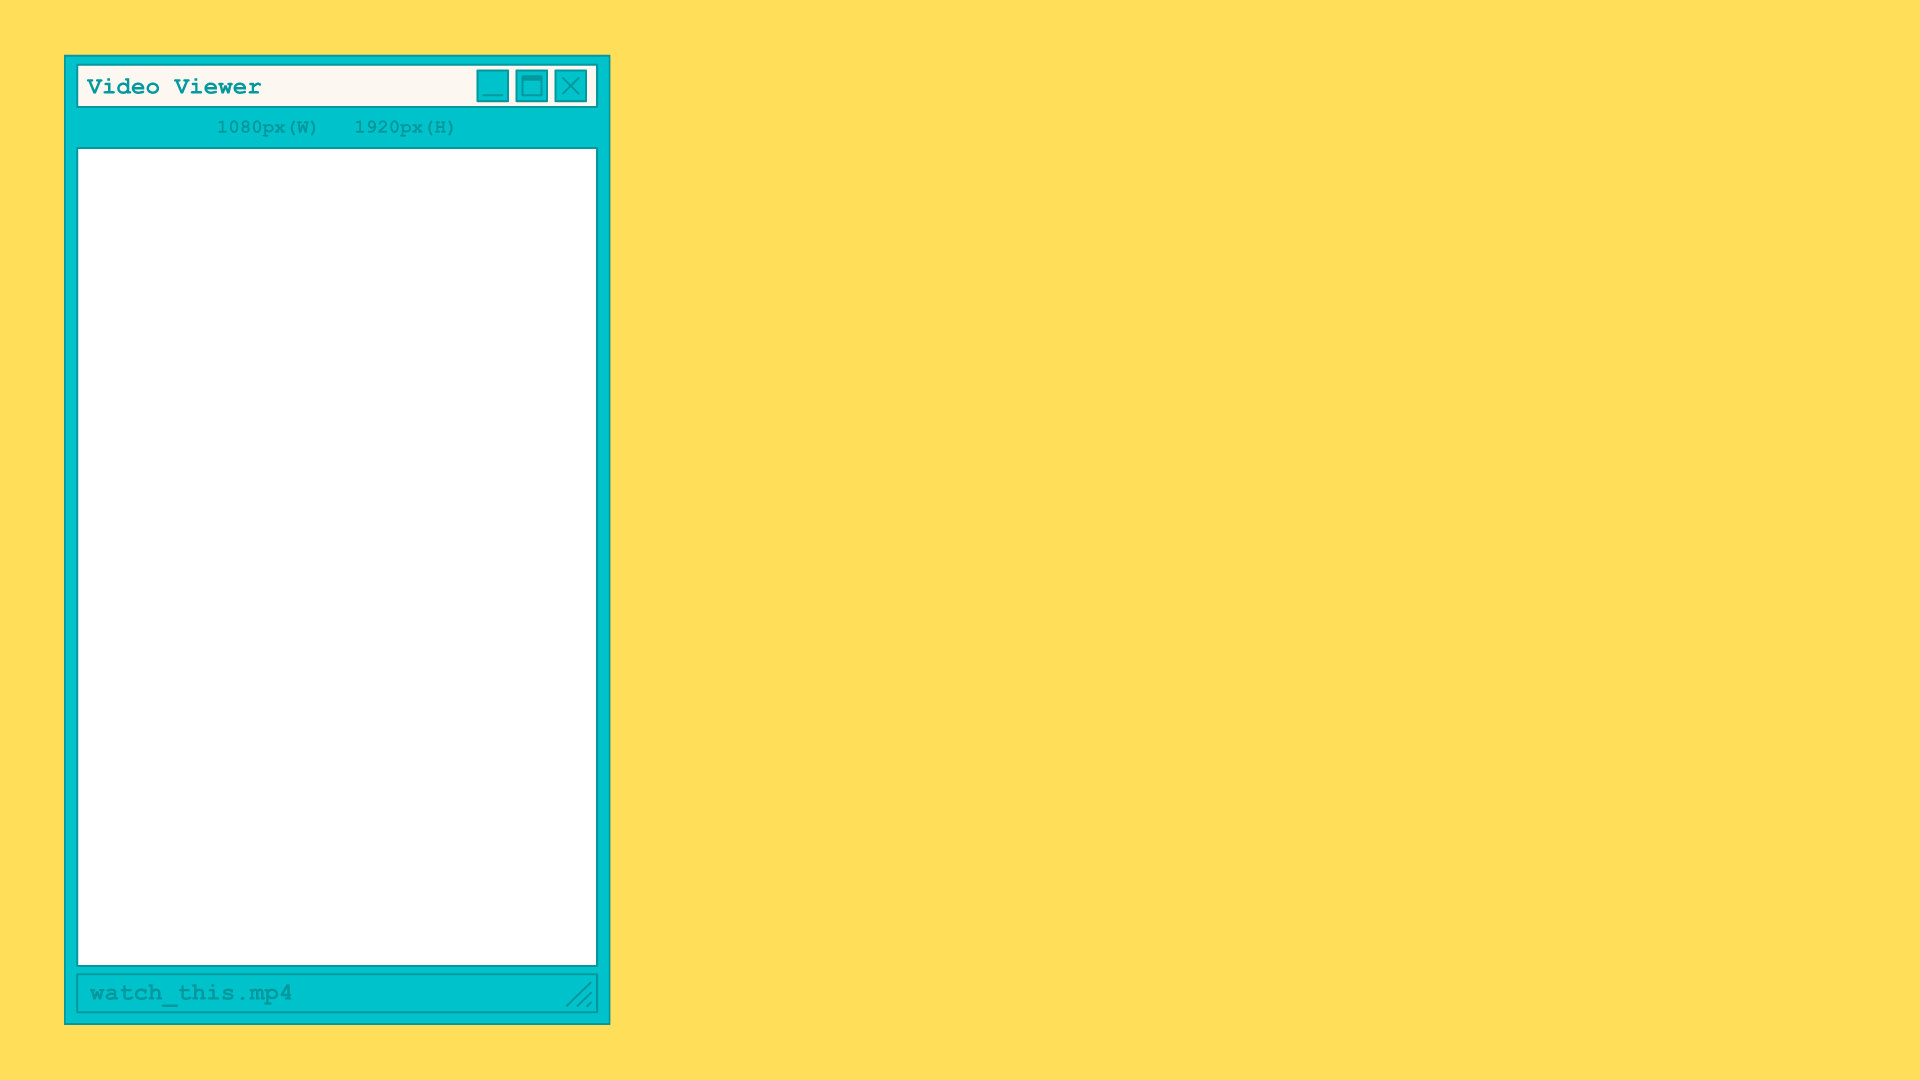 Video Viewer
1080px(W) 1920px(H)
watch_this.mp4